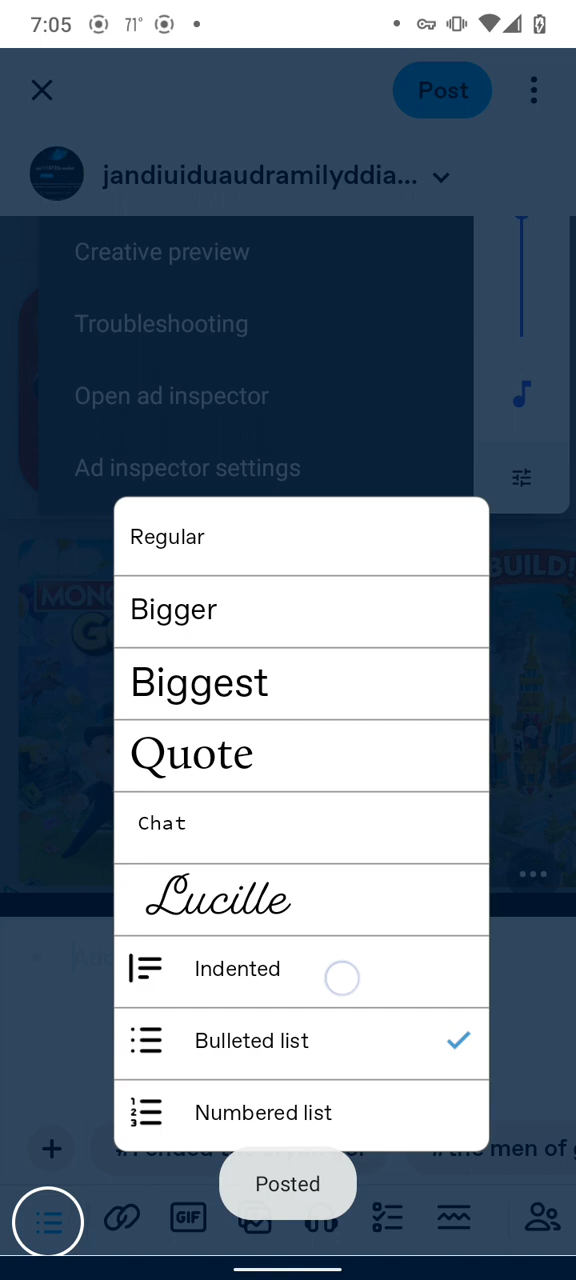 7:05 71°
Post
jandiuiduaudramilyddia...
Creative preview
Troubleshooting
Open ad inspector
Ad inspector settings
Regular
BUILD!
Bigger
Biggest
Quote
Chat
Lucille
Indented
Bulleted list
Numbered list
Posted
GIF